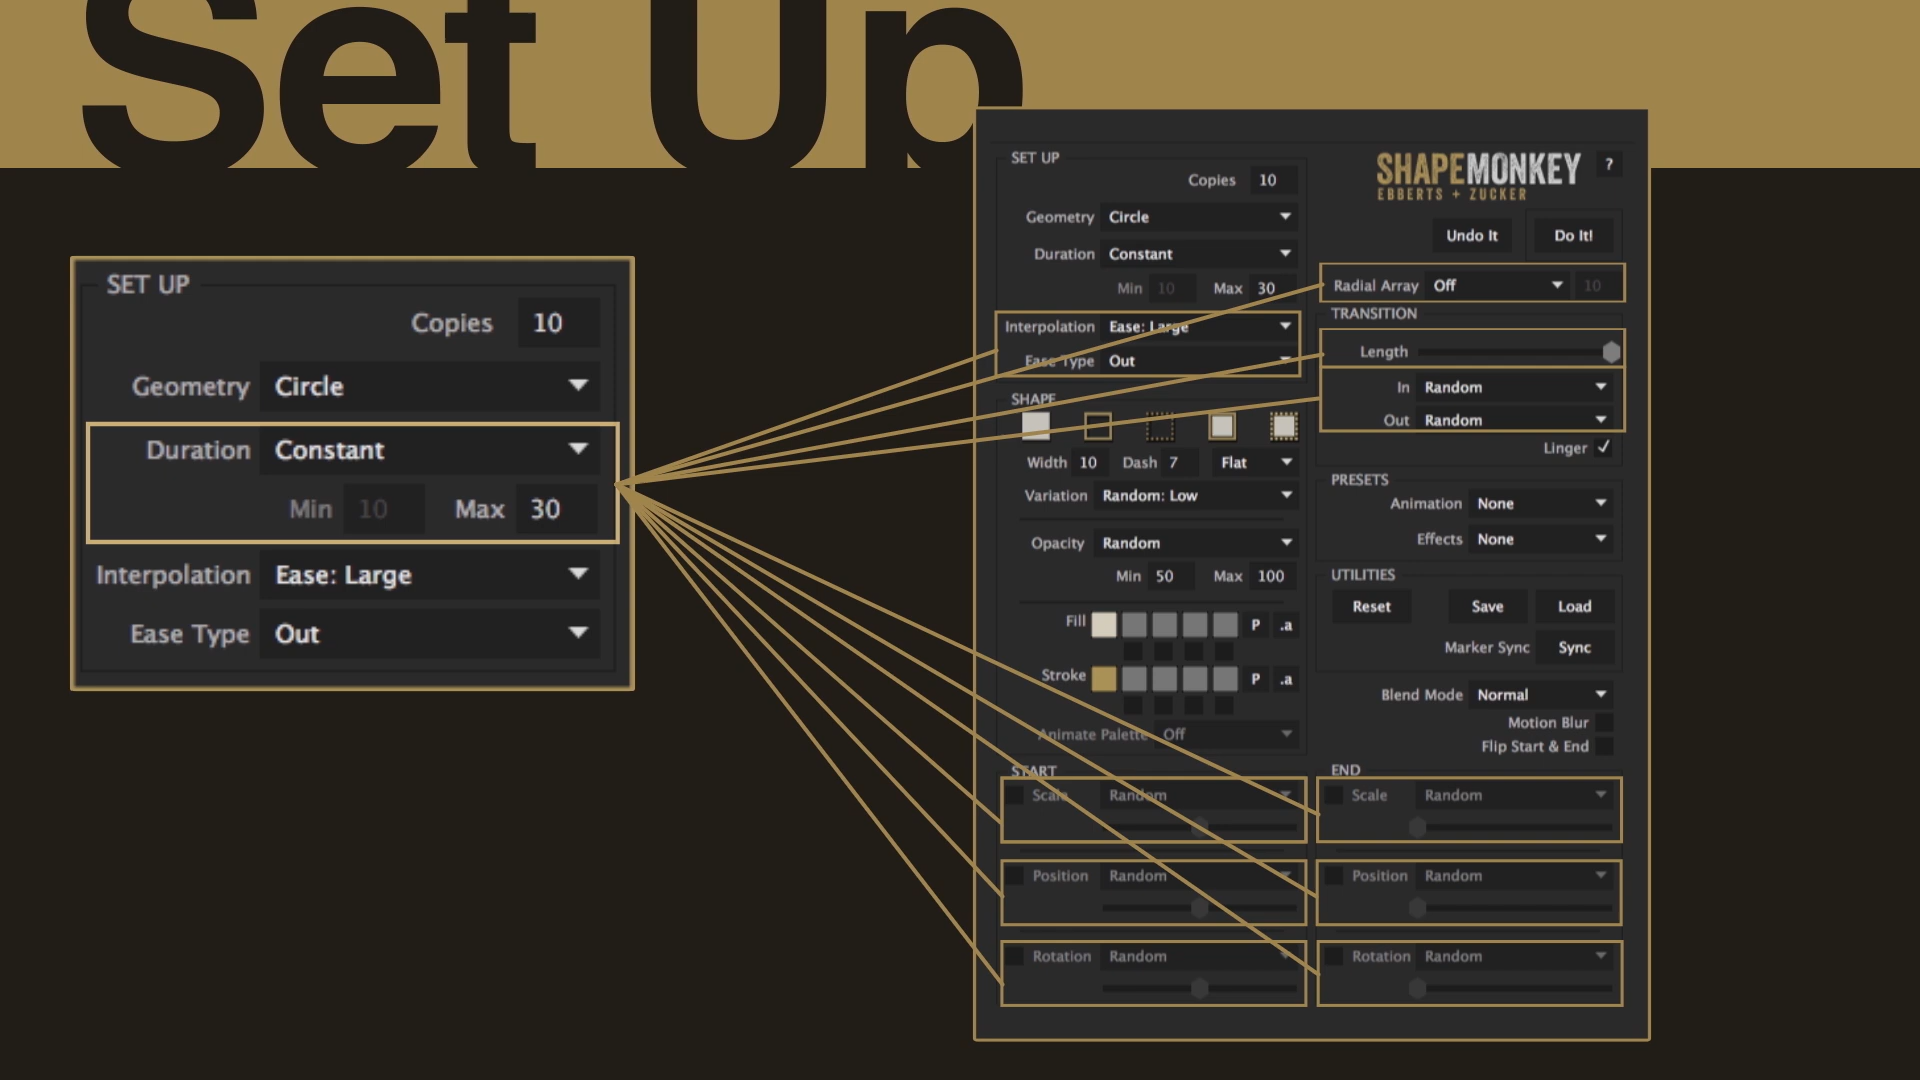 Set Up
SET UP
Copies 10
Geometry Circle
Duration Constant
Min 10 Max 30
Interpolation Ease: Large
Ease Type Out
SET UP
Copies 10
Geometry Circle
Duration Constant
Min 10 Max 30
Interpolation Ease: Large
Ease Type Out
SHAPE
Width 10 Dash 7 Flat
Variation Random: Low
Opacity Random
Min 50 Max 100
Fill P .a
Stroke P .a
Animate Palette Off
START
Scale Random
Position Random
Rotation Random
SHAPEMONKEY ?
EBBERTS + ZUCKER
Undo It Do It!
Radial Array Off 10
TRANSITION
Length
In Random
Out Random
Linger
PRESETS
Animation None
Effects None
UTILITIES
Reset Save Load
Marker Sync Sync
Blend Mode Normal
Motion Blur
Flip Start & End
END
Scale Random
Position Random
Rotation Random